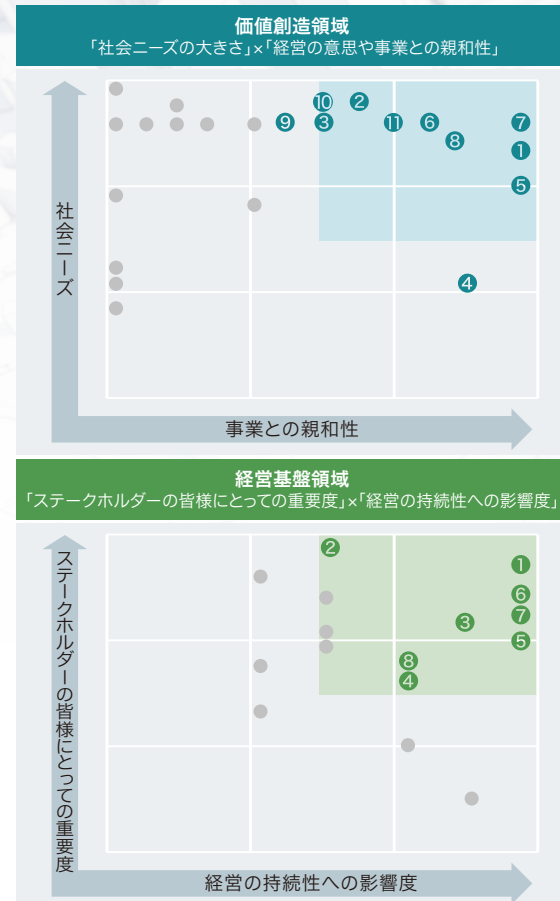 価値創造領域
「社会ニーズの大きさ」×「経営の意思や事業との親和性」
社会ニーズ
⑩ ②
⑨ ③ ⑪ ⑥ ⑦
⑧
①
⑤
④
事業との親和性
経営基盤領域
「ステークホルダーの皆様にとっての重要度」×「経営の持続性への影響度」
ステークホルダーの皆様にとっての重要度
②
①
⑥
⑦
③
⑤
⑧
④
経営の持続性への影響度